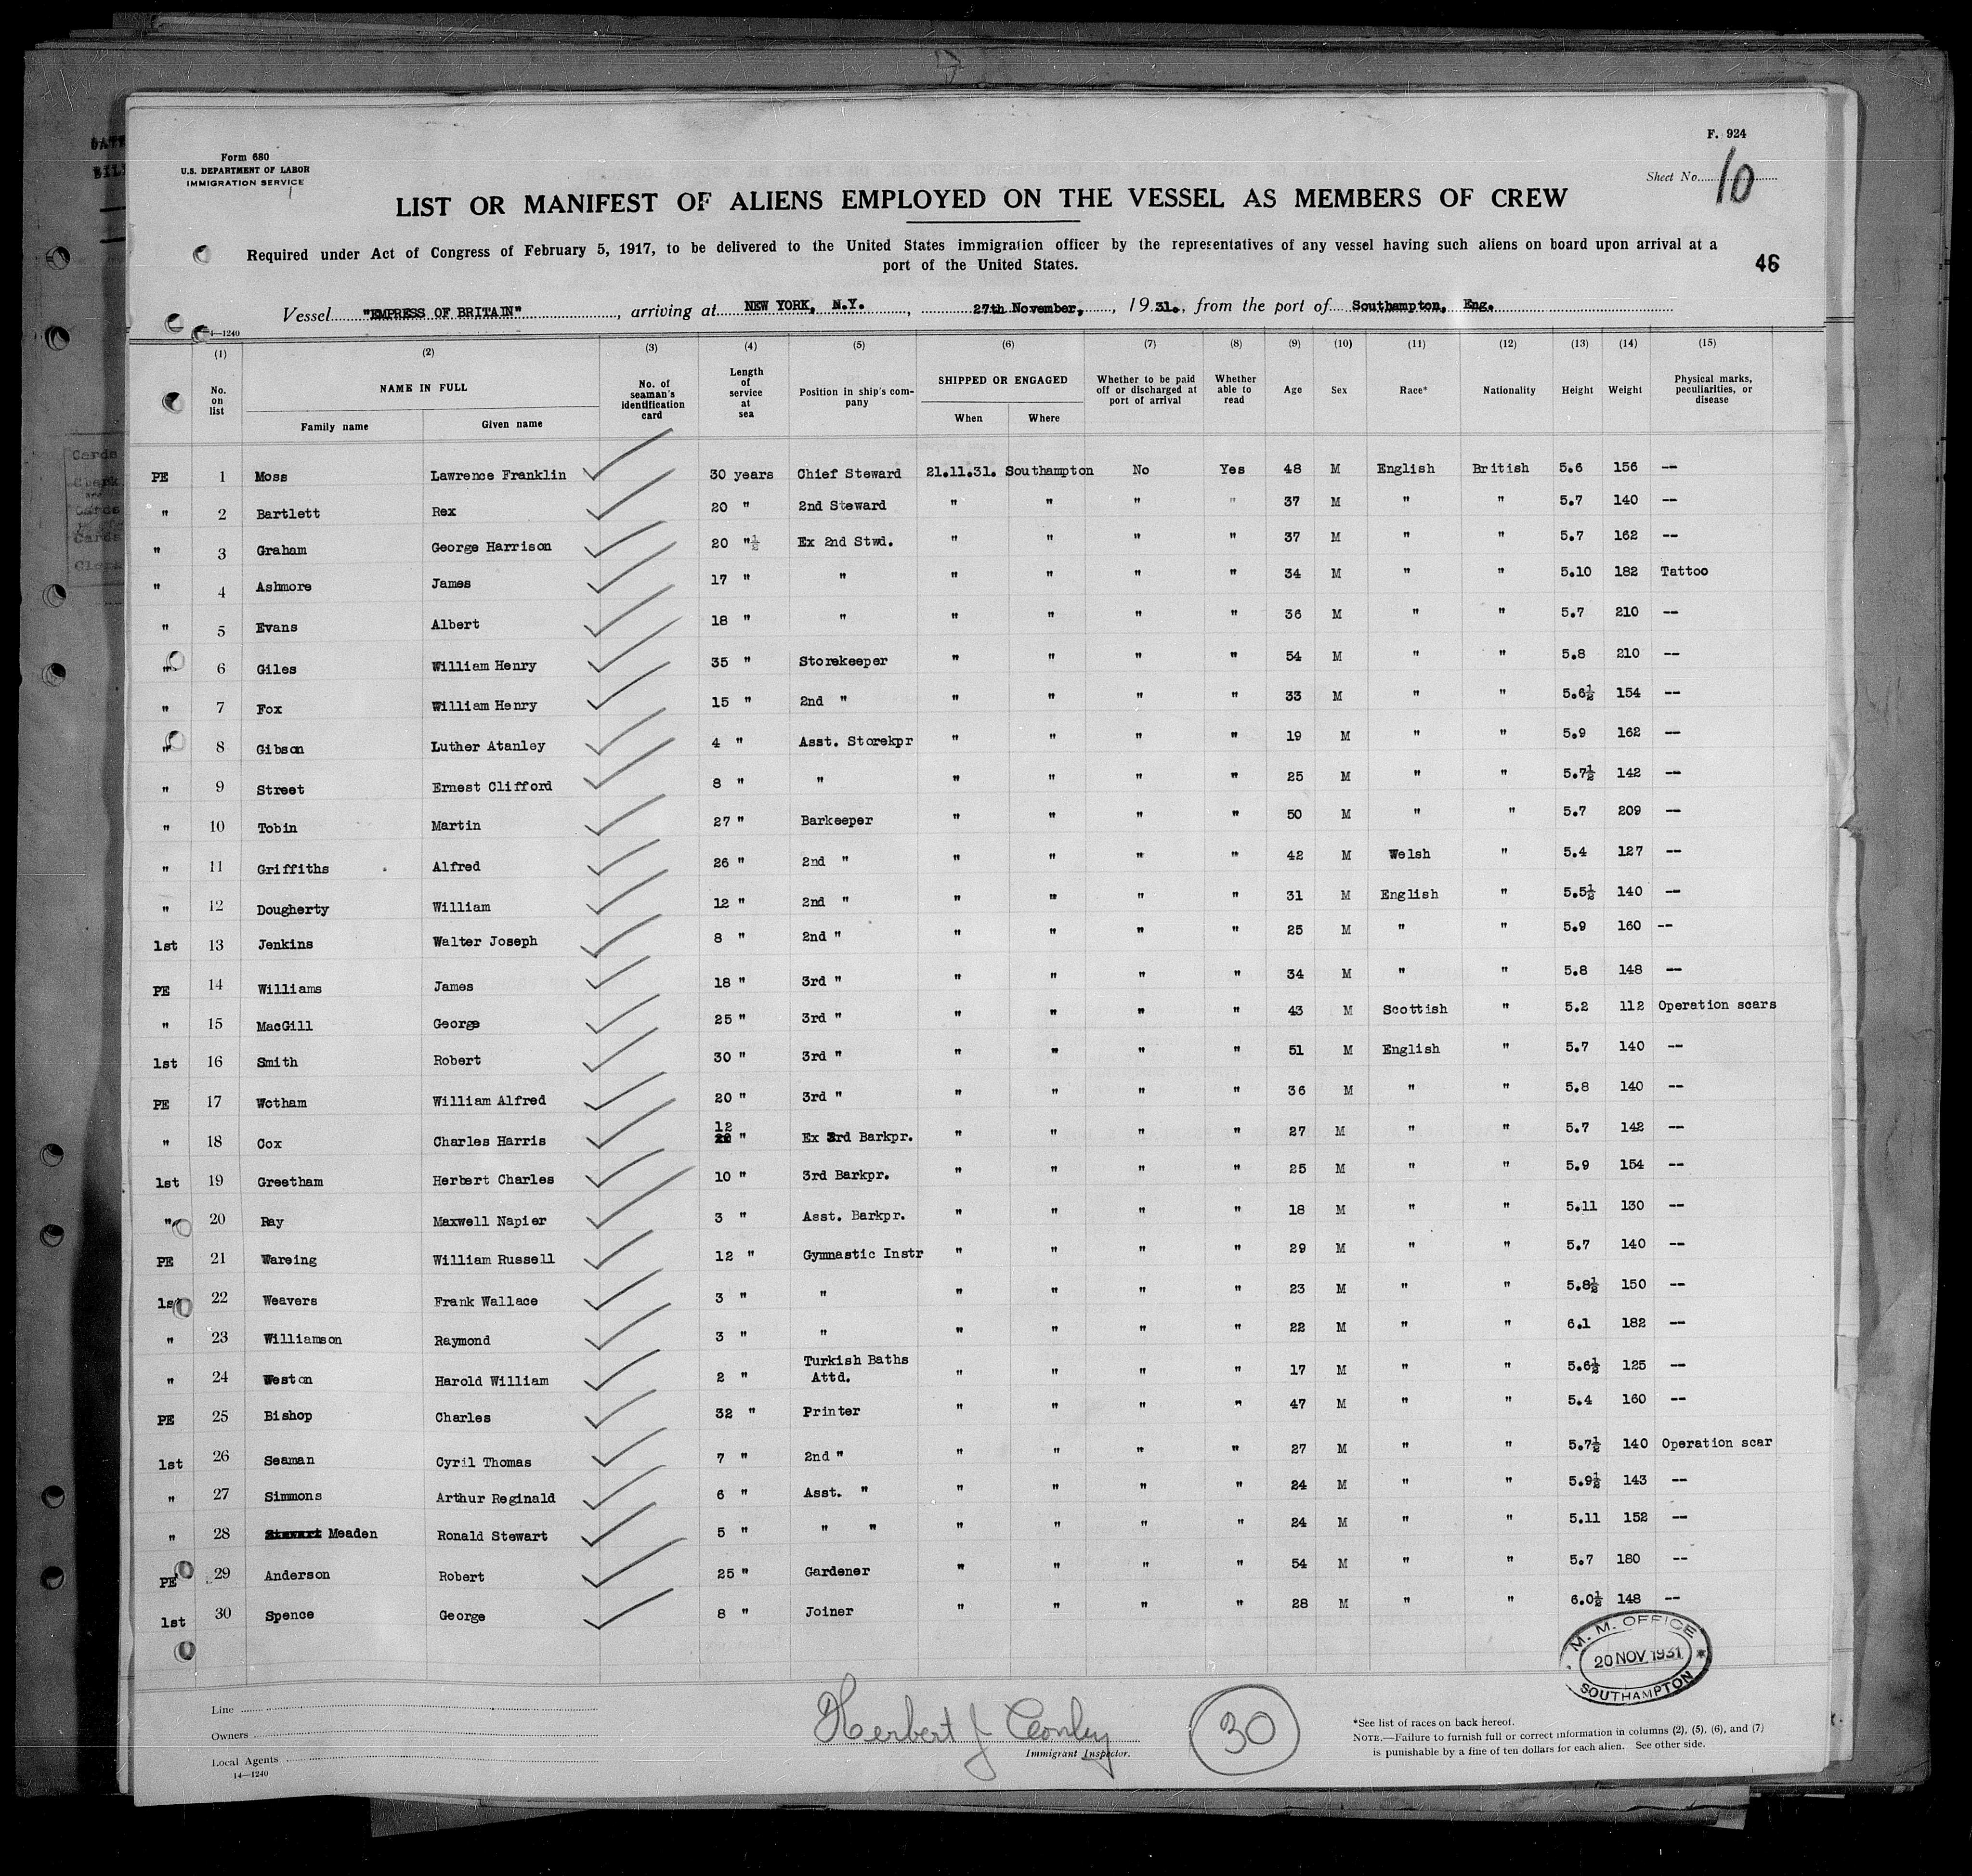 F. 924
Form 680
U.S. DEPARTMENT OF LABOR
IMMIGRATION SERVICE
Sheet No. 10
LIST OR MANIFEST OF ALIENS EMPLOYED ON THE VESSEL AS MEMBERS OF CREW
Required under Act of Congress of February 5, 1917, to be delivered to the United States immigration officer by the representatives of any vessel having such aliens on board upon arrival at a
port of the United States.
46
Vessel "EMPRESS OF BRITAIN", arriving at NEW YORK, N.Y., 27th November, 1931., from the port of Southampton, Eng.
14—1240
(1) (2) (3) (4) (5) (6) (7) (8) (9) (10) (11) (12) (13) (14) (15)
No. on list | NAME IN FULL | No. of seaman's identification card | Length of service at sea | Position in ship's company | SHIPPED OR ENGAGED | Whether to be paid off or discharged at port of arrival | Whether able to read | Age | Sex | Race* | Nationality | Height | Weight | Physical marks, peculiarities, or disease
Family name | Given name | When | Where
PE 1 Moss Lawrence Franklin 30 years Chief Steward 21.11.31. Southampton No Yes 48 M English British 5.6 156 --
" 2 Bartlett Rex 20 " 2nd Steward " " " " 37 M " " 5.7 140 --
" 3 Graham George Harrison 20 "½ Ex 2nd Stwd. " " " " 37 M " " 5.7 162 --
" 4 Ashmore James 17 " " " " " " 34 M " " 5.10 182 Tattoo
" 5 Evans Albert 18 " " " " " " 36 M " " 5.7 210 --
" 6 Giles William Henry 35 " Storekeeper " " " " 54 M " " 5.8 210 --
" 7 Fox William Henry 15 " 2nd " " " " " 33 M " " 5.6½ 154 --
" 8 Gibson Luther Atanley 4 " Asst. Storekpr " " " " 19 M " " 5.9 162 --
" 9 Street Ernest Clifford 8 " " " " " " 25 M " " 5.7½ 142 --
" 10 Tobin Martin 27 " Barkeeper " " " " 50 M " " 5.7 209 --
" 11 Griffiths Alfred 26 " 2nd " " " " " 42 M Welsh " 5.4 127 --
" 12 Dougherty William 12 " 2nd " " " " " 31 M English " 5.5½ 140 --
1st 13 Jenkins Walter Joseph 8 " 2nd " " " " " 25 M " " 5.9 160 --
PE 14 Williams James 18 " 3rd " " " " " 34 M " " 5.8 148 --
" 15 MacGill George 25 " 3rd " " " " " 43 M Scottish " 5.2 112 Operation scars
1st 16 Smith Robert 30 " 3rd " " " " " 51 M English " 5.7 140 --
PE 17 Wotham William Alfred 20 " 3rd " " " " " 36 M " " 5.8 140 --
" 18 Cox Charles Harris 12 " Ex 3rd Barkpr. " " " " 27 M " " 5.7 142 --
1st 19 Greetham Herbert Charles 10 " 3rd Barkpr. " " " " 25 M " " 5.9 154 --
" 20 Ray Maxwell Napier 3 " Asst. Barkpr. " " " " 18 M " " 5.11 130 --
PE 21 Wareing William Russell 12 " Gymnastic Instr " " " " 29 M " " 5.7 140 --
1st 22 Weavers Frank Wallace 3 " " " " " " 23 M " " 5.8½ 150 --
" 23 Williamson Raymond 3 " " " " " " 22 M " " 6.1 182 --
" 24 Weston Harold William 2 " Turkish Baths Attd. " " " " 17 M " " 5.6½ 125 --
PE 25 Bishop Charles 32 " Printer " " " " 47 M " " 5.4 160 --
1st 26 Seaman Cyril Thomas 7 " 2nd " " " " " 27 M " " 5.7½ 140 Operation scar
" 27 Simmons Arthur Reginald 6 " Asst. " " " " " 24 M " " 5.9½ 143 --
" 28 Stewart Meaden Ronald Stewart 5 " " " " " " " 24 M " " 5.11 152 --
PE 29 Anderson Robert 25 " Gardener " " " " 54 M " " 5.7 180 --
1st 30 Spence George 8 " Joiner " " " " 28 M " " 6.0½ 148 --
M. M. OFFICE
20 NOV 1931
SOUTHAMPTON
Line
Owners
Local Agents
14—1240
Herbert J
Immigrant Inspector.
30
*See list of races on back hereof.
NOTE.—Failure to furnish full or correct information in columns (2), (5), (6), and (7)
is punishable by a fine of ten dollars for each alien. See other side.